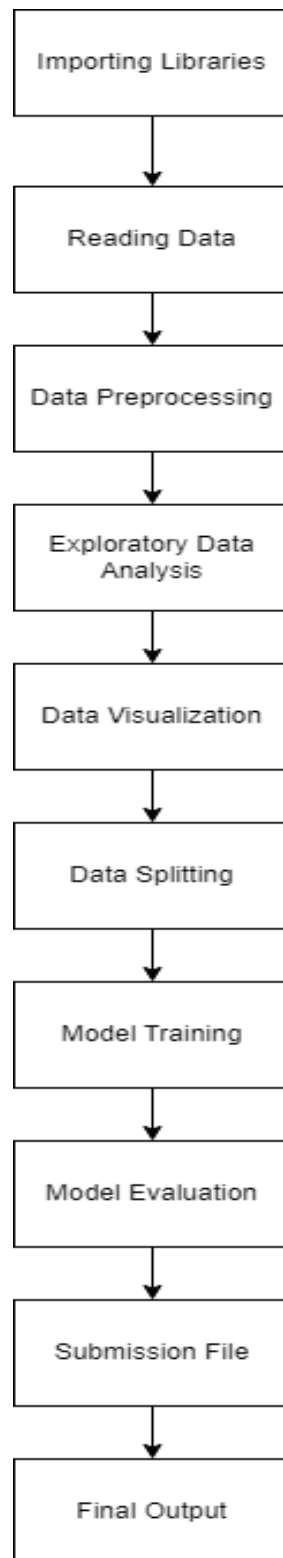 Importing Libraries
Reading Data
Data Preprocessing
Exploratory Data
Analysis
Data Visualization
Data Splitting
Model Training
Model Evaluation
Submission File
Final Output